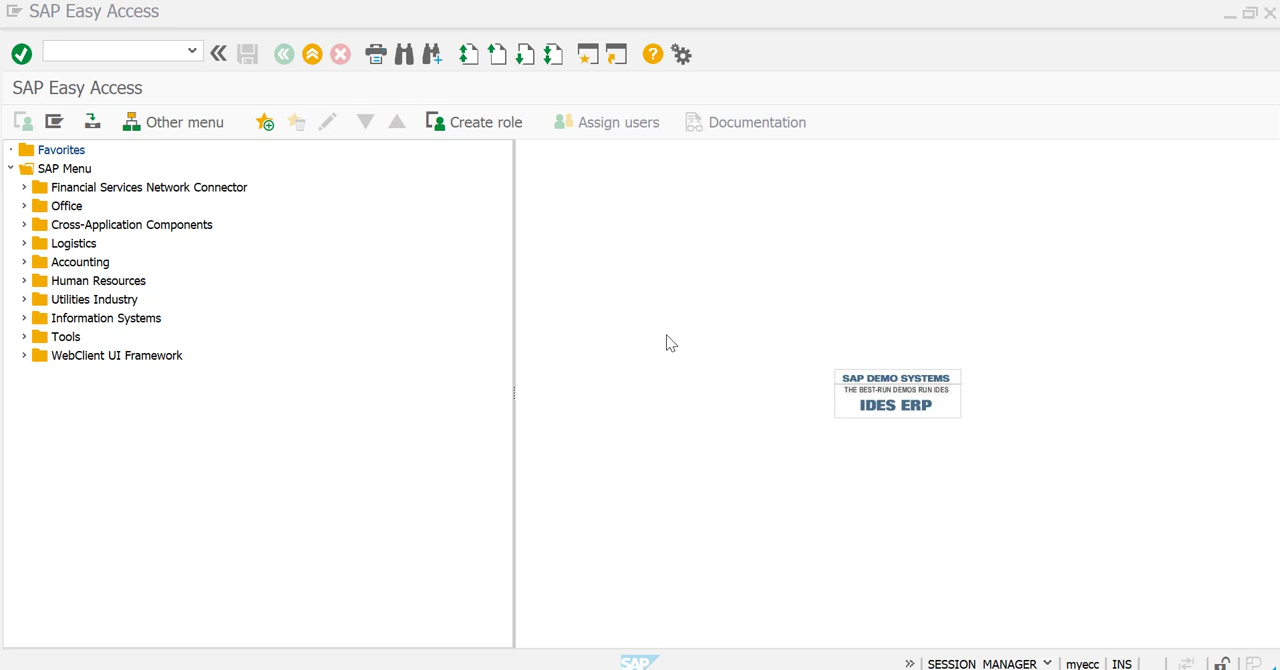 SAP Easy Access
SAP Easy Access
Other menu Create role Assign users Documentation
Favorites
SAP Menu
Financial Services Network Connector
Office
Cross-Application Components
Logistics
Accounting
Human Resources
Utilities Industry
Information Systems
Tools
WebClient UI Framework
SAP DEMO SYSTEMS
THE BEST-RUN DEMOS RUN IDES
IDES ERP
SAP
SESSION_MANAGER myecc INS